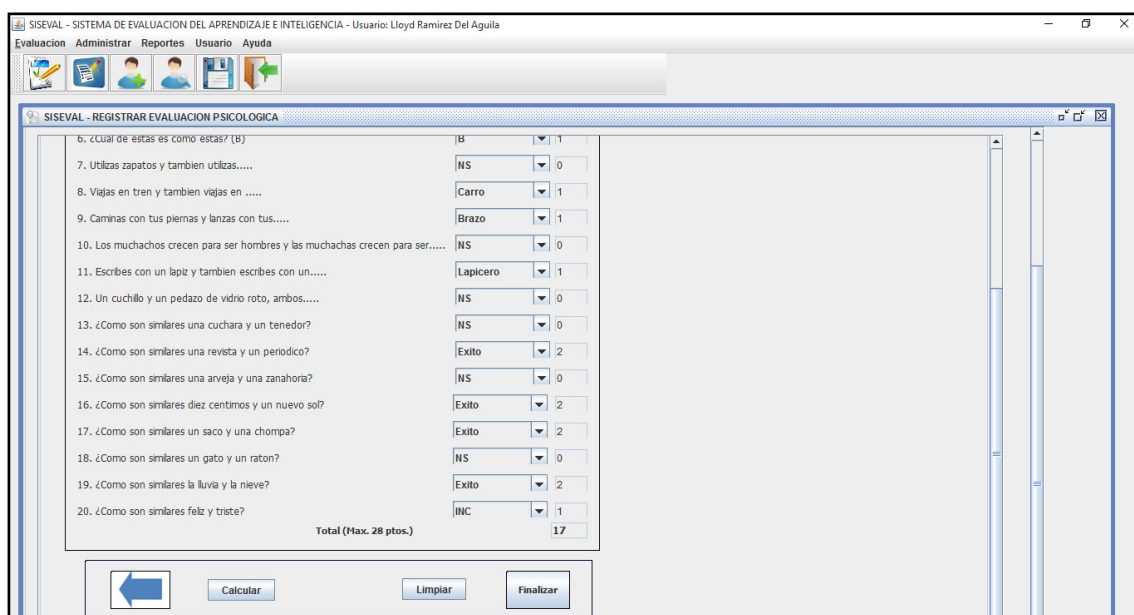 SISEVAL - SISTEMA DE EVALUACION DEL APRENDIZAJE E INTELIGENCIA - Usuario: Lloyd Ramirez Del Aguila
Evaluacion Administrar Reportes Usuario Ayuda
SISEVAL - REGISTRAR EVALUACION PSICOLOGICA
6. ¿Cual de estas es como estas? (B) B 1
7. Utilizas zapatos y tambien utilizas..... NS 0
8. Viajas en tren y tambien viajas en ..... Carro 1
9. Caminas con tus piernas y lanzas con tus..... Brazo 1
10. Los muchachos crecen para ser hombres y las muchachas crecen para ser..... NS 0
11. Escribes con un lapiz y tambien escribes con un..... Lapicero 1
12. Un cuchillo y un pedazo de vidrio roto, ambos..... NS 0
13. ¿Como son similares una cuchara y un tenedor? NS 0
14. ¿Como son similares una revista y un periodico? Exito 2
15. ¿Como son similares una arveja y una zanahoria? NS 0
16. ¿Como son similares diez centimos y un nuevo sol? Exito 2
17. ¿Como son similares un saco y una chompa? Exito 2
18. ¿Como son similares un gato y un raton? NS 0
19. ¿Como son similares la lluvia y la nieve? Exito 2
20. ¿Como son similares feliz y triste? INC 1
Total (Max. 28 ptos.) 17
Calcular Limpiar Finalizar